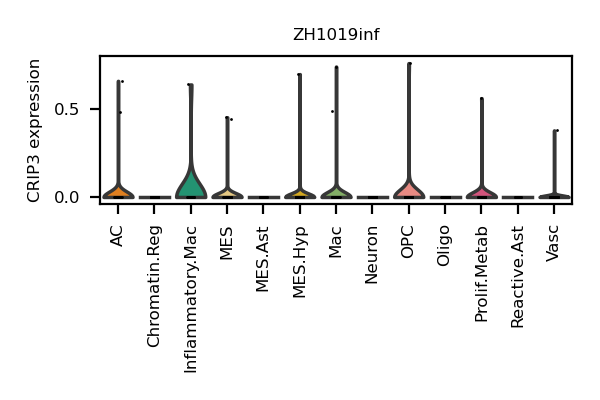 ZH1019inf
CRIP3 expression
0.5
0.0
AC
Chromatin.Reg
Inflammatory.Mac
MES
MES.Ast
MES.Hyp
Mac
Neuron
OPC
Oligo
Prolif.Metab
Reactive.Ast
Vasc